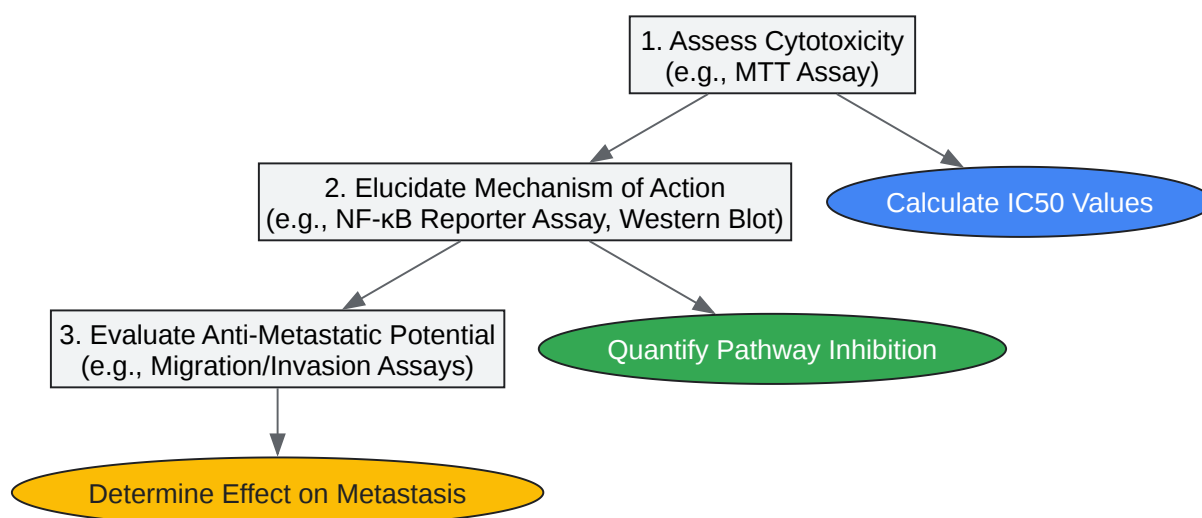 1. Assess Cytotoxicity
(e.g., MTT Assay)
2. Elucidate Mechanism of Action
(e.g., NF-κB Reporter Assay, Western Blot)
Calculate IC50 Values
3. Evaluate Anti-Metastatic Potential
(e.g., Migration/Invasion Assays)
Quantify Pathway Inhibition
Determine Effect on Metastasis